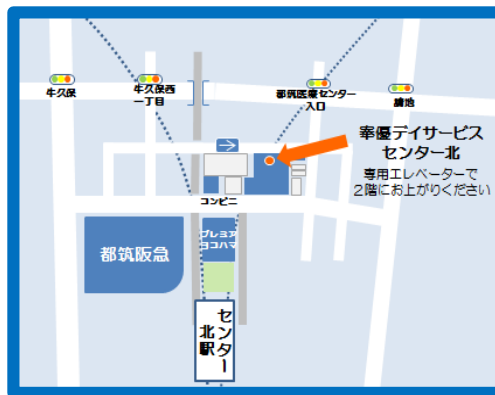 牛久保
牛久保西
一丁目
都筑医療センター
入口
輩優デイサービス
センター北
専用エレベーターで
2階にお上がりください
コンビニ
プレミア
ヨコハマ
都筑阪急
センター
北駅